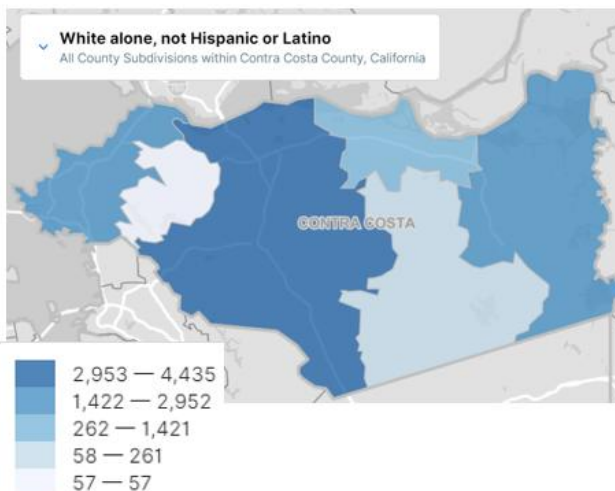 White alone, not Hispanic or Latino
All County Subdivisions within Contra Costa County, California
CONTRA COSTA
2,953 — 4,435
1,422 — 2,952
262 — 1,421
58 — 261
57 — 57